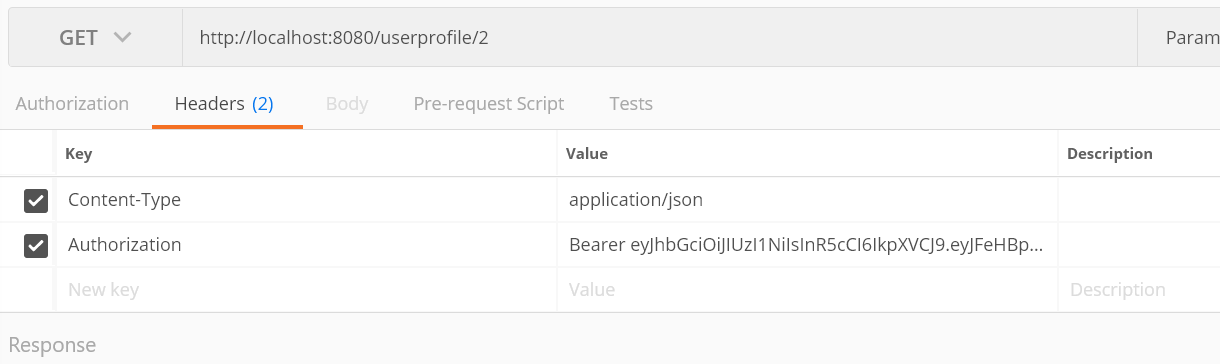 GET http://localhost:8080/userprofile/2 Param
Authorization Headers (2) Body Pre-request Script Tests
Key Value Description
Content-Type application/json
Authorization Bearer eyJhbGciOiJIUzI1NiIsInR5cCI6IkpXVCJ9.eyJFeHBp...
New key Value Description
Response